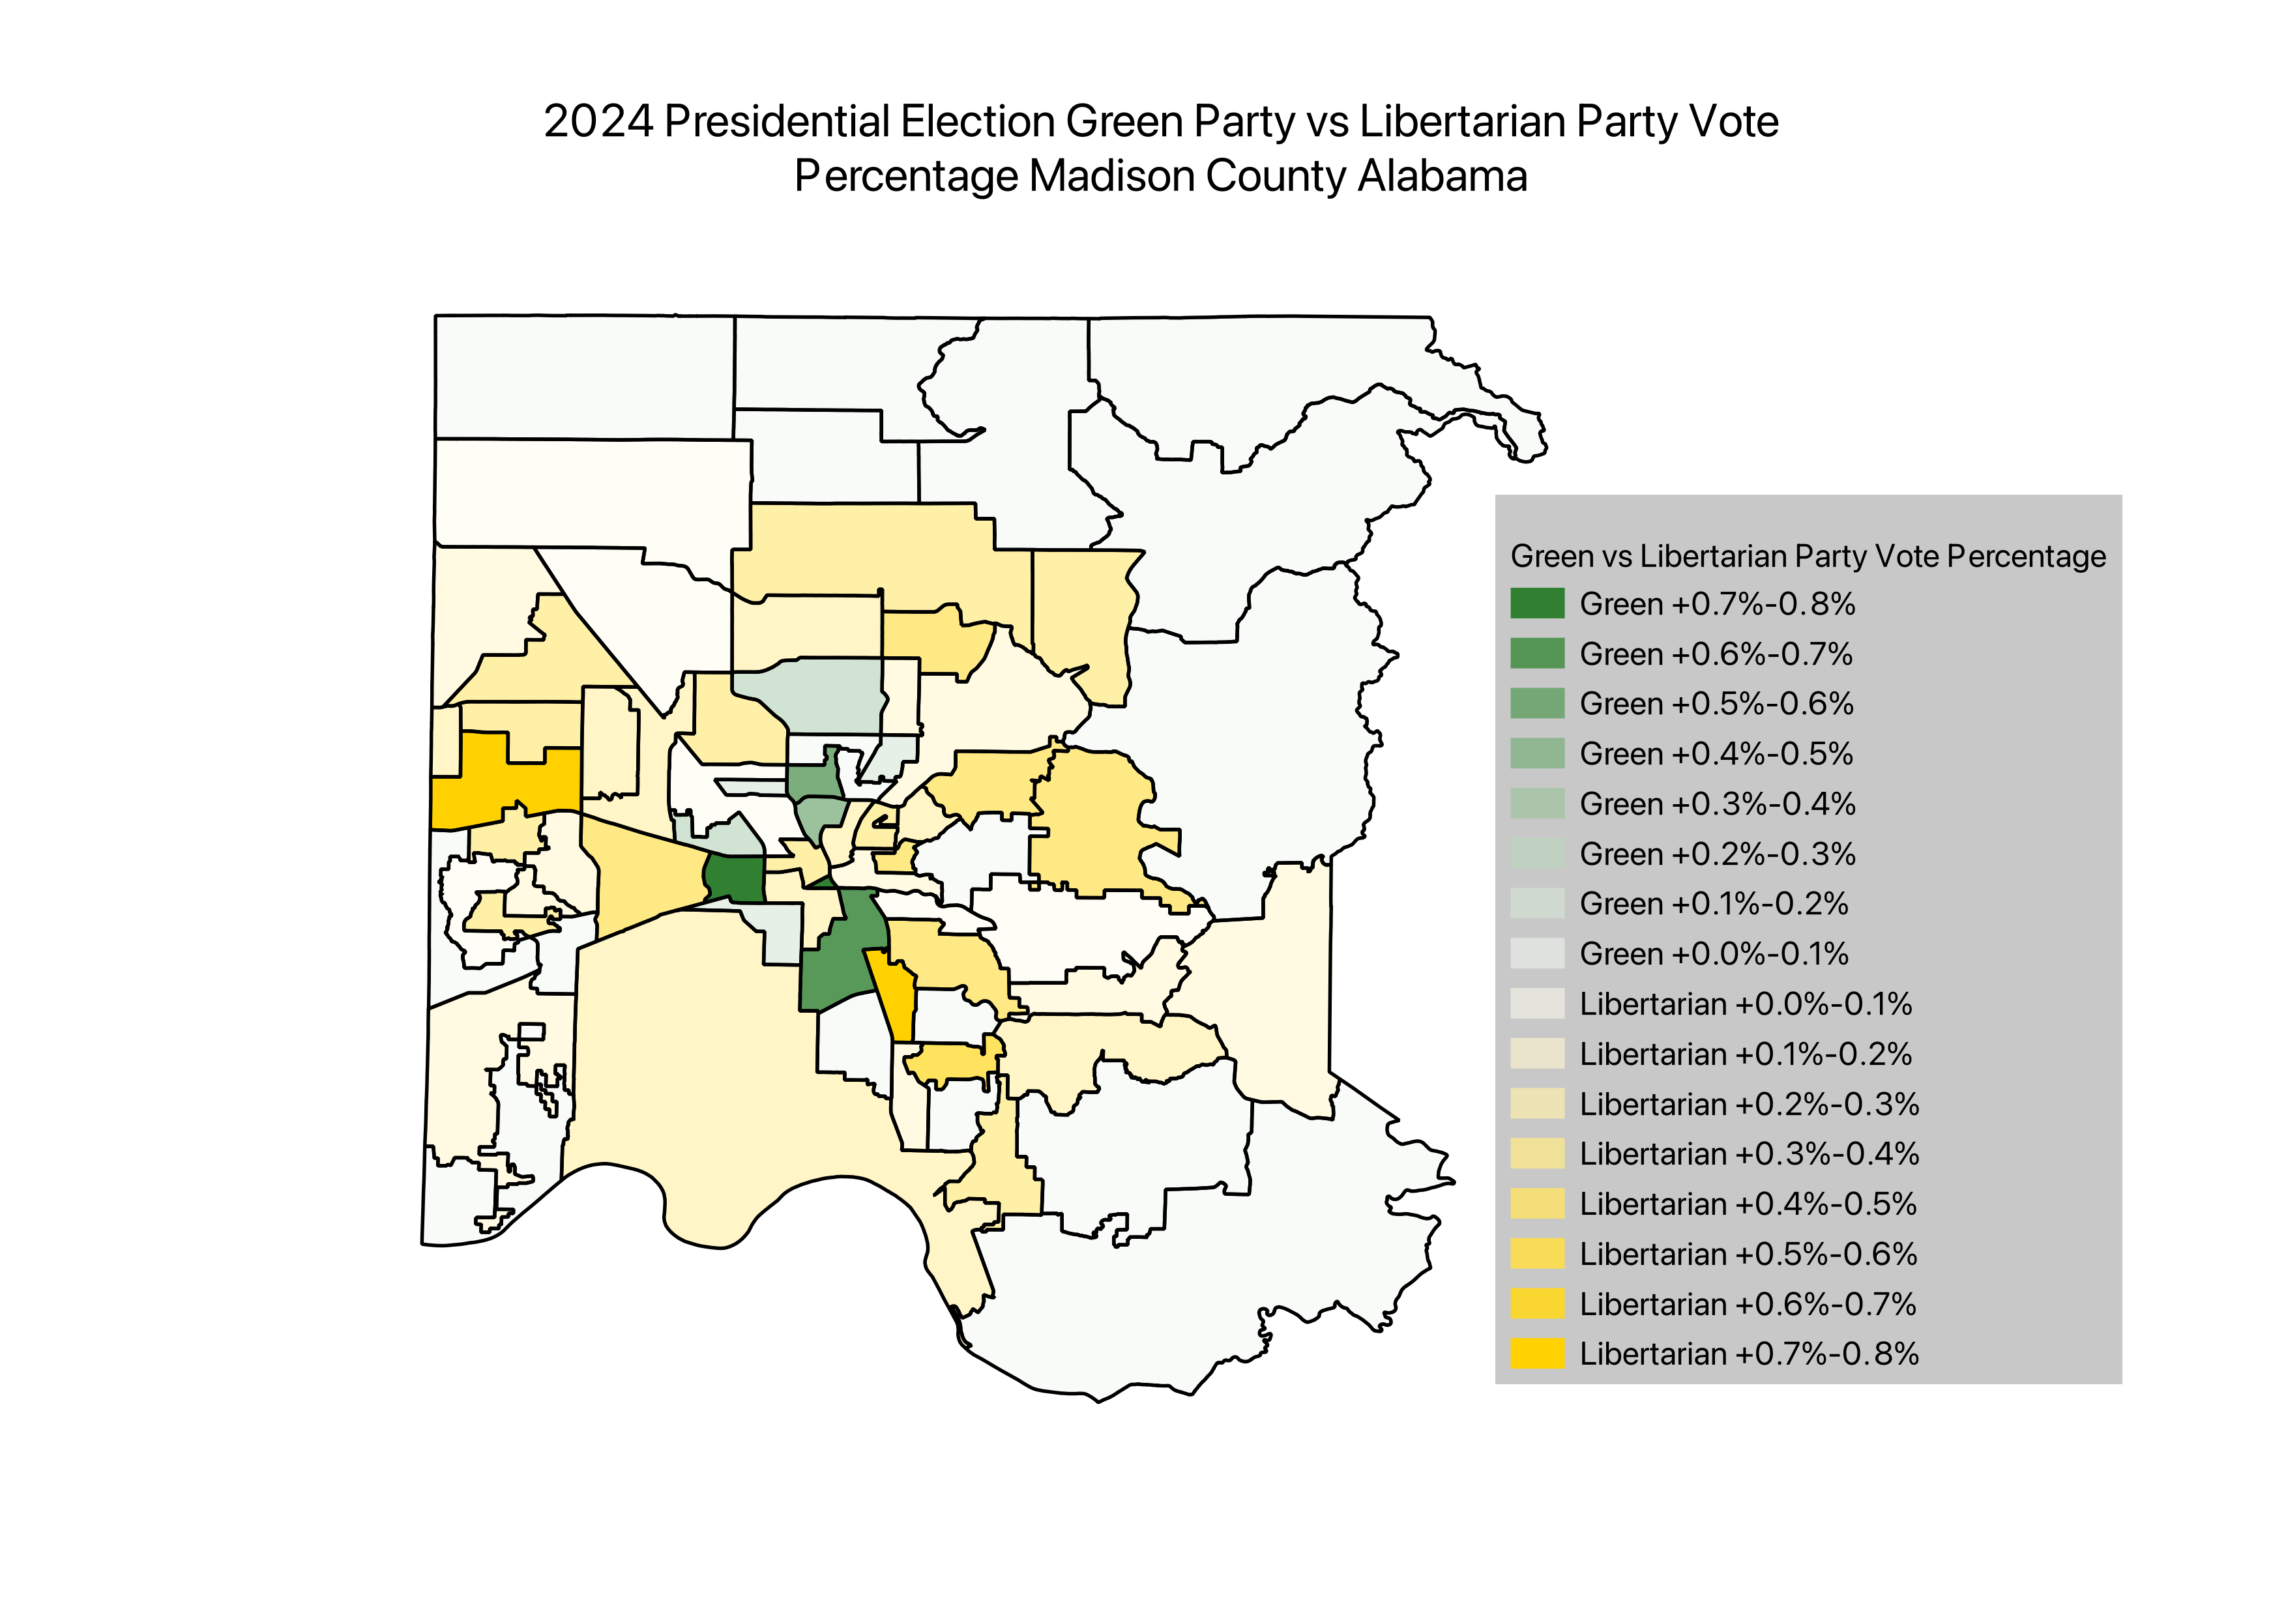 2024 Presidential Election Green Party vs Libertarian Party Vote
Percentage Madison County Alabama
Green vs Libertarian Party Vote Percentage
Green +0.7%-0.8%
Green +0.6%-0.7%
Green +0.5%-0.6%
Green +0.4%-0.5%
Green +0.3%-0.4%
Green +0.2%-0.3%
Green +0.1%-0.2%
Green +0.0%-0.1%
Libertarian +0.0%-0.1%
Libertarian +0.1%-0.2%
Libertarian +0.2%-0.3%
Libertarian +0.3%-0.4%
Libertarian +0.4%-0.5%
Libertarian +0.5%-0.6%
Libertarian +0.6%-0.7%
Libertarian +0.7%-0.8%